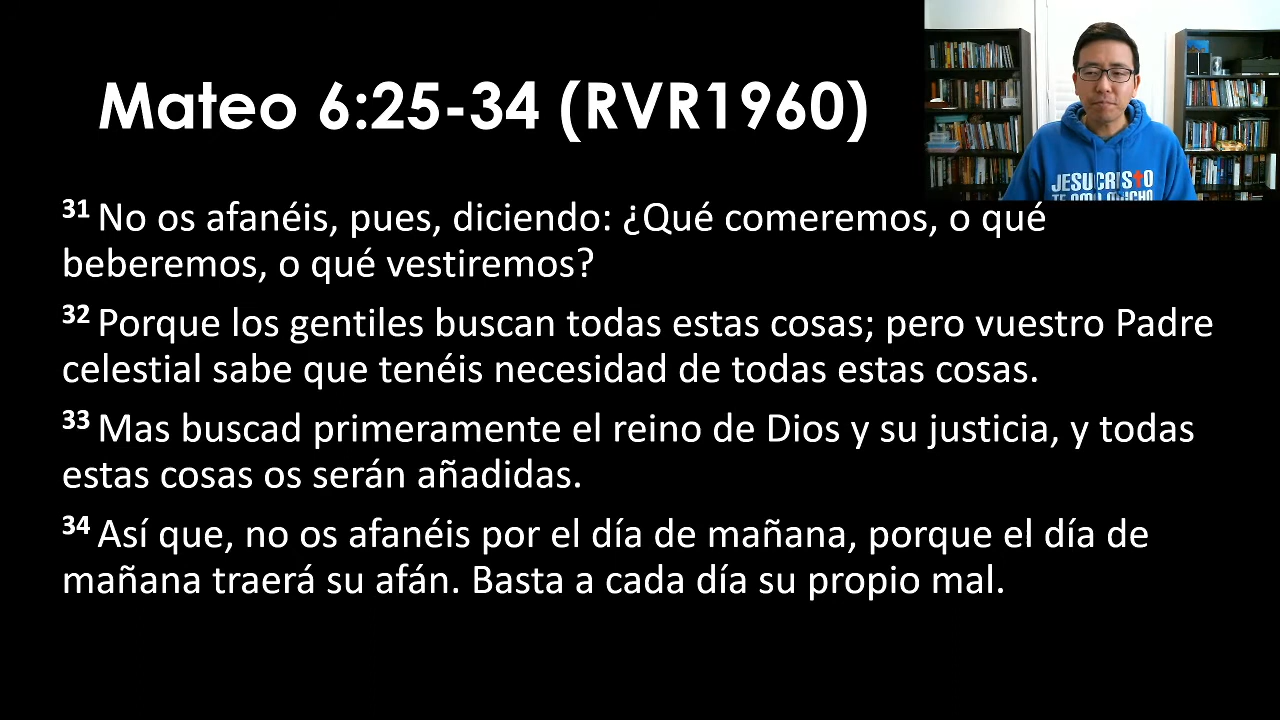 Mateo 6:25-34 (RVR1960)
JESUCRISTO
TE AMO MUCHO
31 No os afanéis, pues, diciendo: ¿Qué comeremos, o qué
beberemos, o qué vestiremos?
32 Porque los gentiles buscan todas estas cosas; pero vuestro Padre
celestial sabe que tenéis necesidad de todas estas cosas.
33 Mas buscad primeramente el reino de Dios y su justicia, y todas
estas cosas os serán añadidas.
34 Así que, no os afanéis por el día de mañana, porque el día de
mañana traerá su afán. Basta a cada día su propio mal.